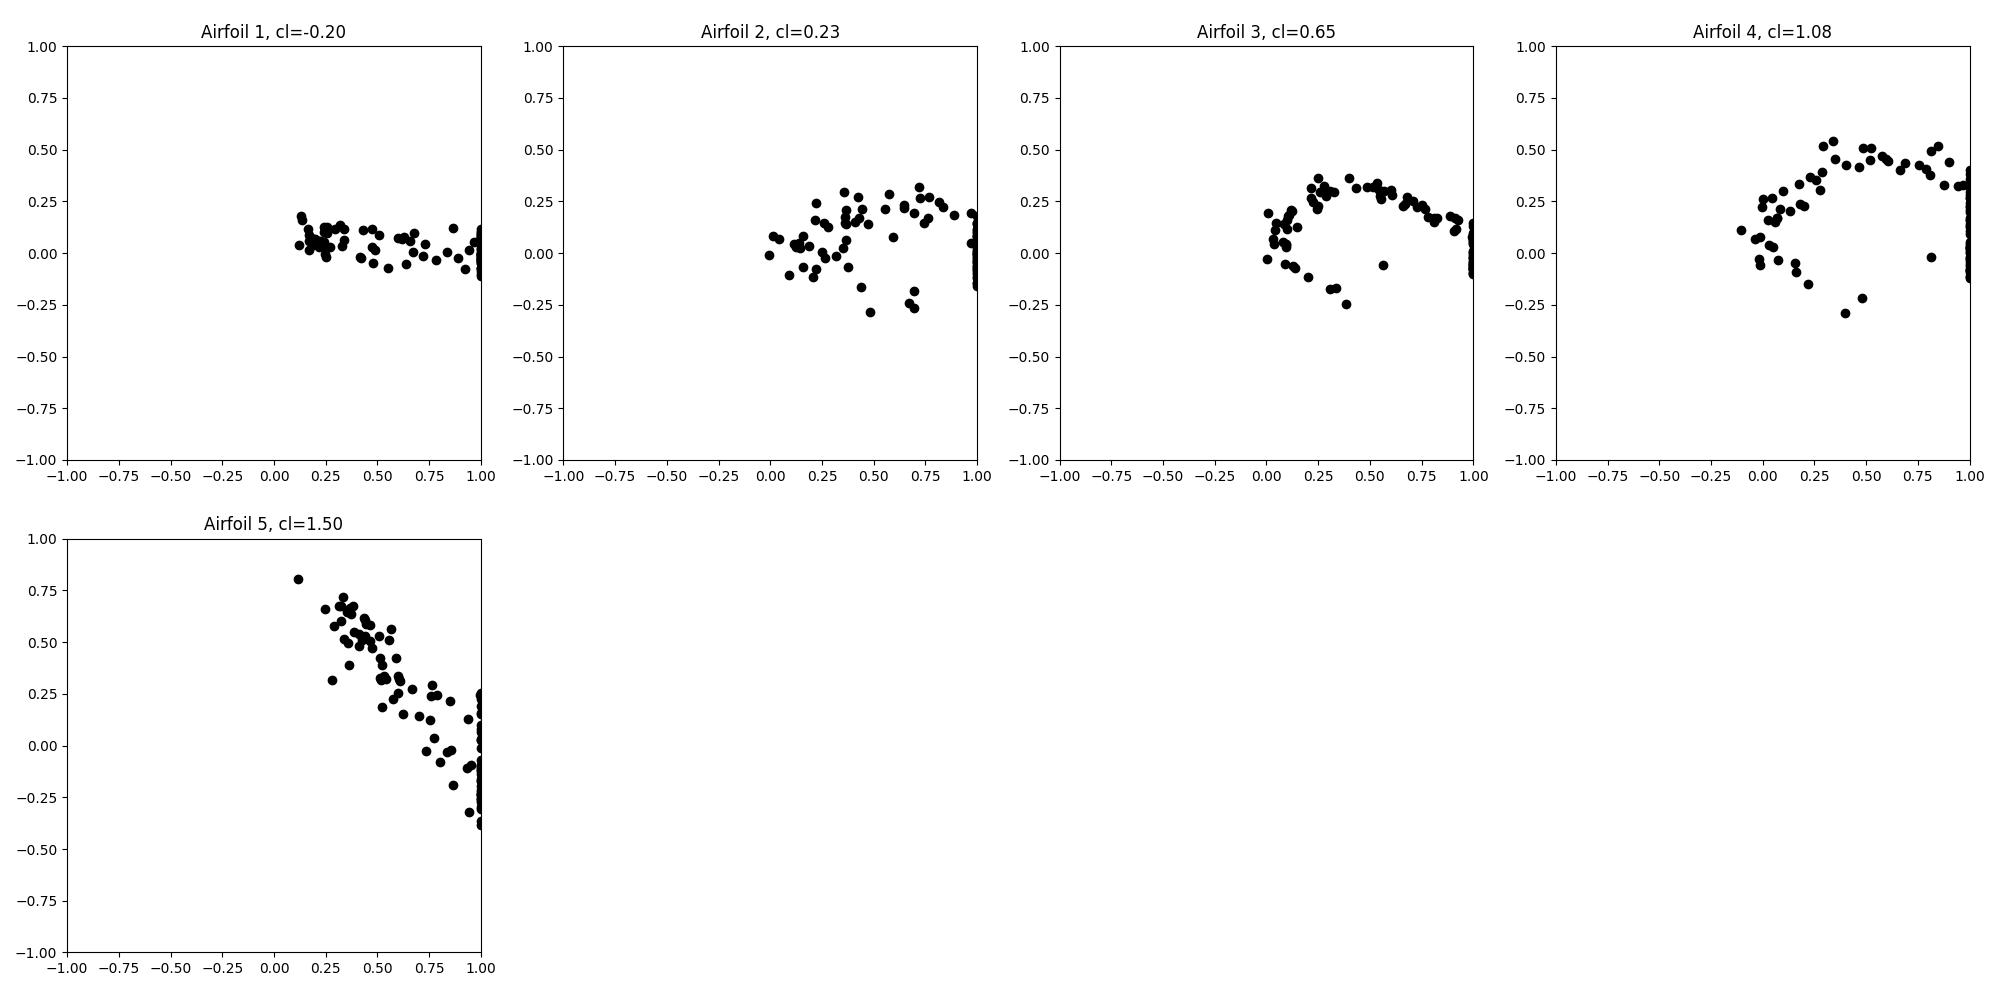 Airfoil 1, cl=-0.20
Airfoil 2, cl=0.23
Airfoil 3, cl=0.65
Airfoil 4, cl=1.08
1.00 1.00 1.00 1.00
0.75 0.75 0.75 0.75
0.50 0.50 0.50 0.50
0.25 0.25 0.25 0.25
0.00 0.00 0.00 0.00
−0.25 −0.25 −0.25 −0.25
−0.50 −0.50 −0.50 −0.50
−0.75 −0.75 −0.75 −0.75
−1.00 −1.00 −1.00 −1.00
−1.00 −0.75 −0.50 −0.25 0.00 0.25 0.50 0.75 1.00
−1.00 −0.75 −0.50 −0.25 0.00 0.25 0.50 0.75 1.00
−1.00 −0.75 −0.50 −0.25 0.00 0.25 0.50 0.75 1.00
−1.00 −0.75 −0.50 −0.25 0.00 0.25 0.50 0.75 1.00
Airfoil 5, cl=1.50
1.00
0.75
0.50
0.25
0.00
−0.25
−0.50
−0.75
−1.00
−1.00 −0.75 −0.50 −0.25 0.00 0.25 0.50 0.75 1.00